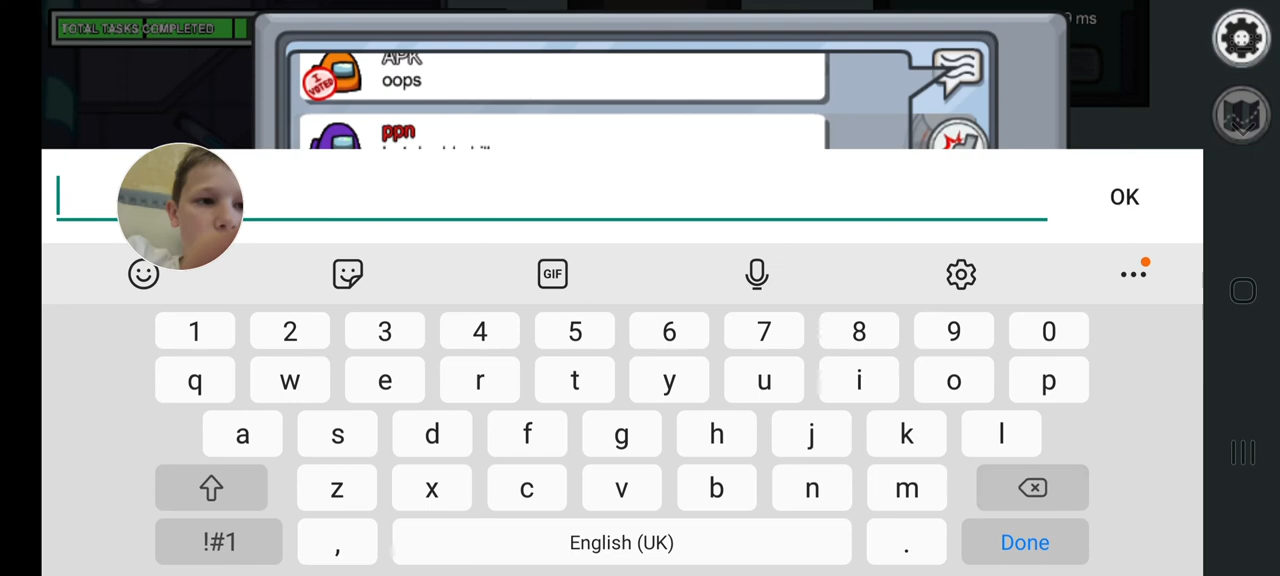 TOTAL TASKS COMPLETED
ms
APK
I VOTED
oops
ppn
OK
GIF
1 2 3 4 5 6 7 8 9 0
q w e r t y u i o p
a s d f g h j k l
z x c v b n m
!#1 , English (UK) . Done